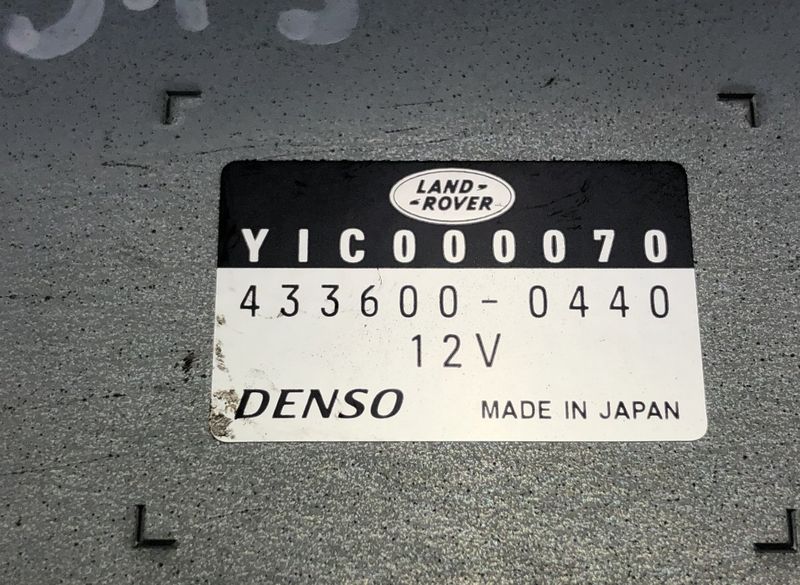 LAND-
-ROVER
YIC000070
433600-0440
12V
DENSO MADE IN JAPAN